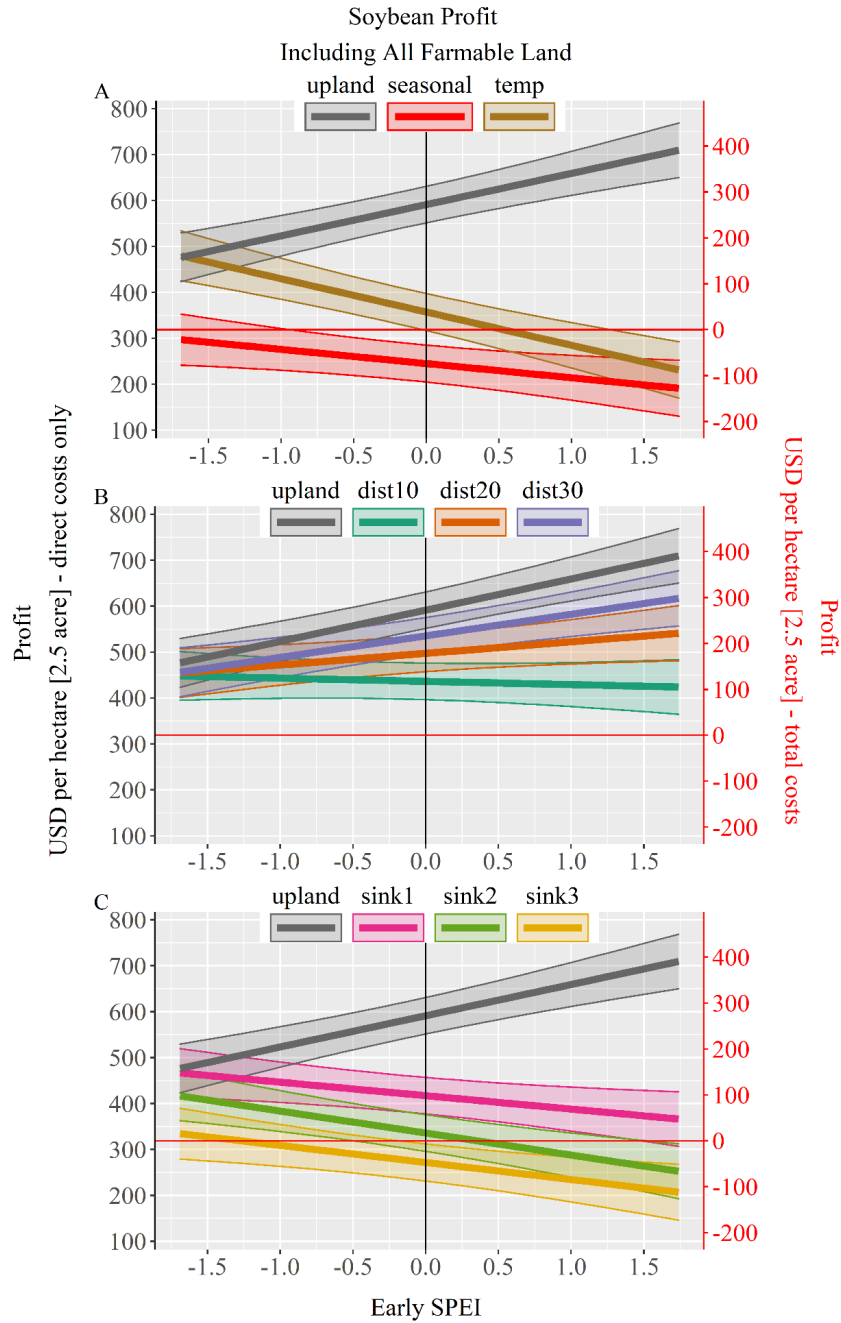 Soybean Profit
Including All Farmable Land
A
upland seasonal temp
800
700
600
500
400
300
200
100
400
300
200
100
0
-100
-200
-1.5 -1.0 -0.5 0.0 0.5 1.0 1.5
B
upland dist10 dist20 dist30
800
700
600
500
400
300
200
100
400
300
200
100
0
-100
-200
-1.5 -1.0 -0.5 0.0 0.5 1.0 1.5
C
upland sink1 sink2 sink3
800
700
600
500
400
300
200
100
400
300
200
100
0
-100
-200
-1.5 -1.0 -0.5 0.0 0.5 1.0 1.5
Early SPEI
Profit
USD per hectare [2.5 acre] - direct costs only
Profit
USD per hectare [2.5 acre] - total costs